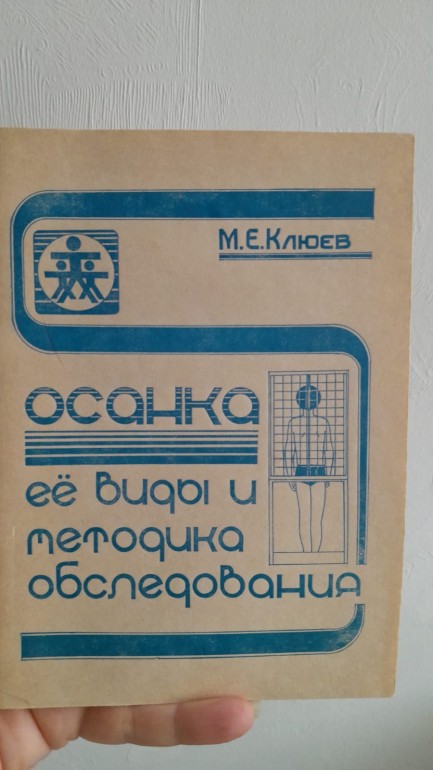 М.Е.Клюев
осанка
её виды и
методика
обследования